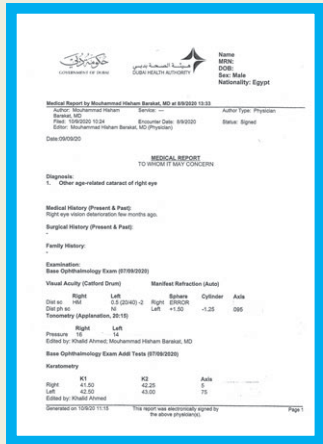 حكومة دبي
GOVERNMENT OF DUBAI
هيئة الصحة بدبي
DUBAI HEALTH AUTHORITY
Name
MRN:
DOB:
Sex: Male
Nationality: Egypt
Medical Report by Mouhammad Hisham Barakat, MD at 9/9/2020 13:33
Author: Mouhammad Hisham Barakat, MD
Service: —
Author Type: Physician
Filed: 10/9/2020 10:24
Encounter Date: 9/9/2020
Status: Signed
Editor: Mouhammad Hisham Barakat, MD (Physician)
Date:09/09/20
MEDICAL REPORT
TO WHOM IT MAY CONCERN
Diagnosis:
1. Other age-related cataract of right eye
Medical History (Present & Past):
Right eye vision deterioration few months ago.
Surgical History (Present & Past):
-
Family History:
-
Examination:
Base Ophthalmology Exam (07/09/2020)
Visual Acuity (Catford Drum) Manifest Refraction (Auto)
Right Left Sphere Cylinder Axis
Dist sc HM 0.5 (20/40) -2 Right ERROR
Dist ph sc NI Left +1.50 -1.25 095
Tonometry (Applanation, 20:15)
Right Left
Pressure 16 14
Edited by: Khalid Ahmed; Mouhammad Hisham Barakat, MD
Base Ophthalmology Exam Addl Tests (07/09/2020)
Keratometry
K1 K2 Axis
Right 41.50 42.25 5
Left 42.50 43.00 75
Edited by: Khalid Ahmed
Generated on 10/9/20 11:15 This report was electronically signed by Page 1
the above physician(s).